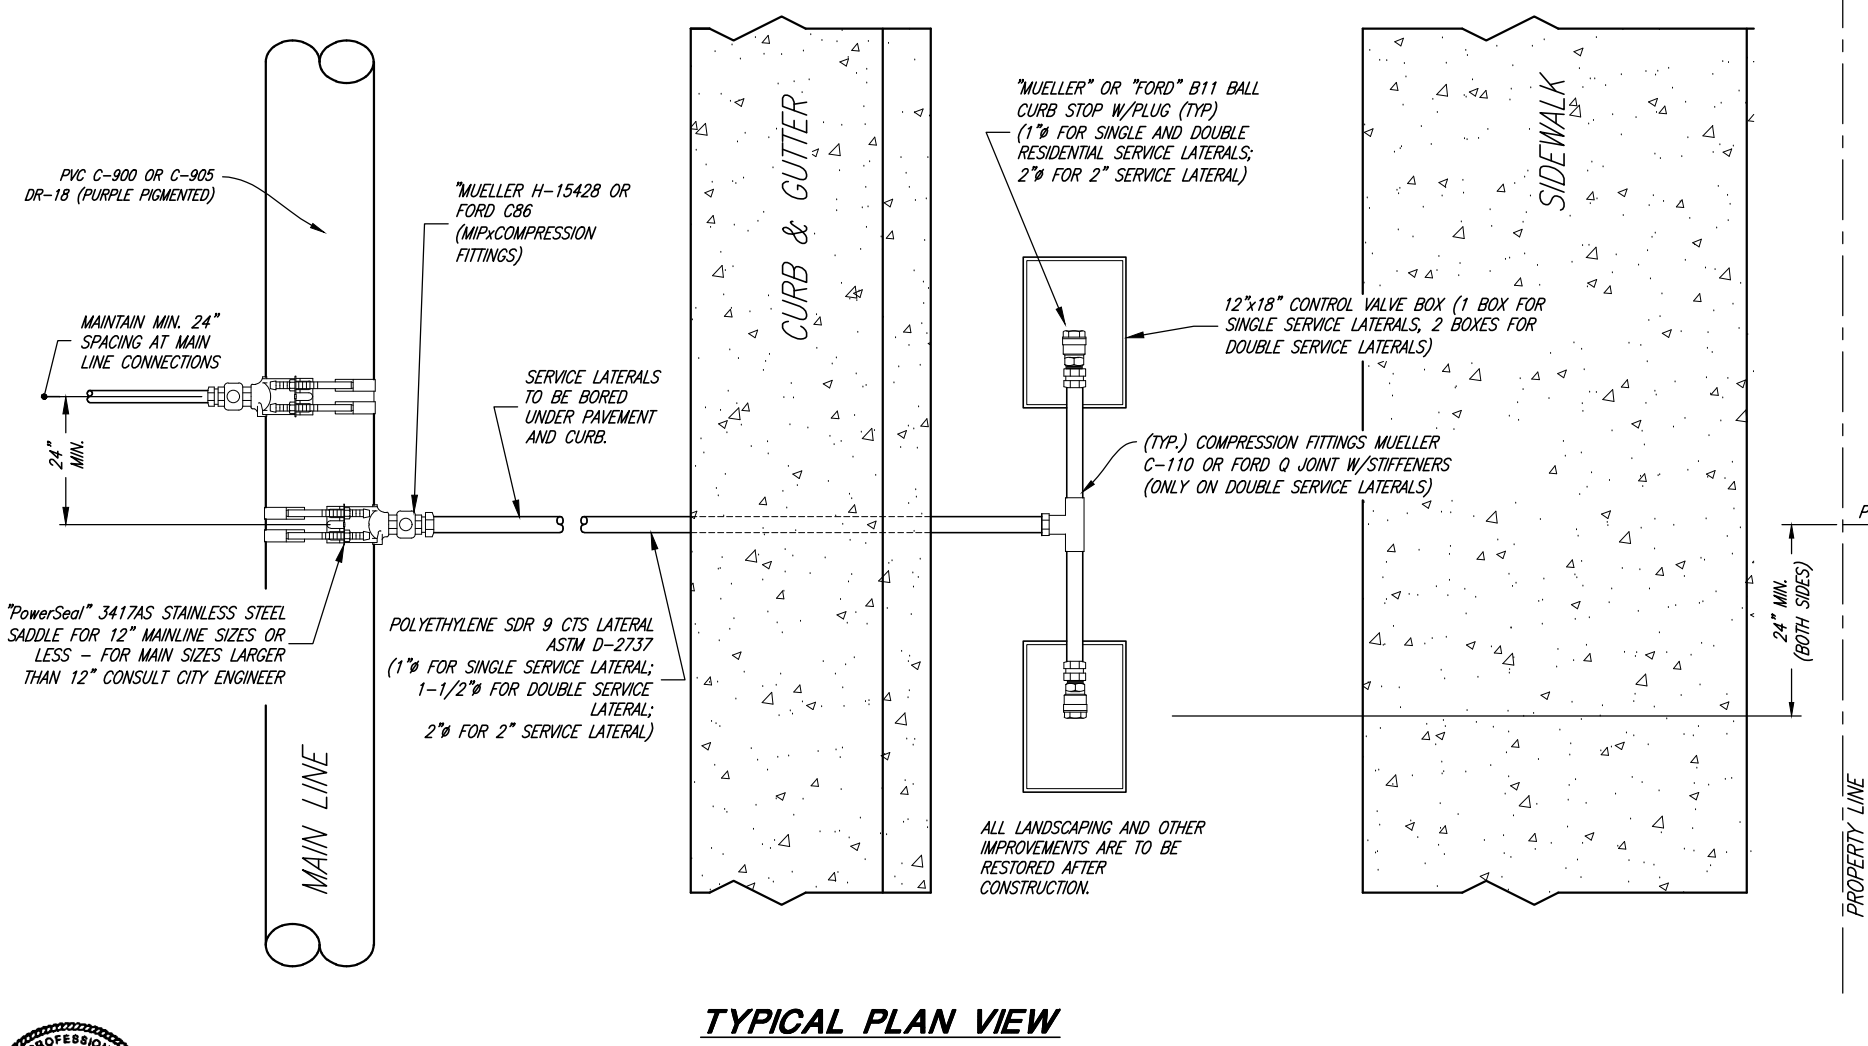 "MUELLER" OR "FORD" B11 BALL
CURB STOP W/PLUG (TYP)
(1"ø FOR SINGLE AND DOUBLE
RESIDENTIAL SERVICE LATERALS;
2"ø FOR 2" SERVICE LATERAL)
CURB & GUTTER
SIDEWALK
PVC C-900 OR C-905
DR-18 (PURPLE PIGMENTED)
"MUELLER H-15428 OR
FORD C86
(MIPxCOMPRESSION
FITTINGS)
MAINTAIN MIN. 24"
SPACING AT MAIN
LINE CONNECTIONS
12"x18" CONTROL VALVE BOX (1 BOX FOR
SINGLE SERVICE LATERALS, 2 BOXES FOR
DOUBLE SERVICE LATERALS)
SERVICE LATERALS
TO BE BORED
UNDER PAVEMENT
AND CURB.
24"
MIN.
(TYP.) COMPRESSION FITTINGS MUELLER
C-110 OR FORD Q JOINT W/STIFFENERS
(ONLY ON DOUBLE SERVICE LATERALS)
P
24" MIN.
(BOTH SIDES)
"PowerSeal" 3417AS STAINLESS STEEL
SADDLE FOR 12" MAINLINE SIZES OR
LESS - FOR MAIN SIZES LARGER
THAN 12" CONSULT CITY ENGINEER
POLYETHYLENE SDR 9 CTS LATERAL
ASTM D-2737
(1"ø FOR SINGLE SERVICE LATERAL;
1-1/2"ø FOR DOUBLE SERVICE
LATERAL;
2"ø FOR 2" SERVICE LATERAL)
MAIN LINE
ALL LANDSCAPING AND OTHER
IMPROVEMENTS ARE TO BE
RESTORED AFTER
CONSTRUCTION.
PROPERTY LINE
TYPICAL PLAN VIEW